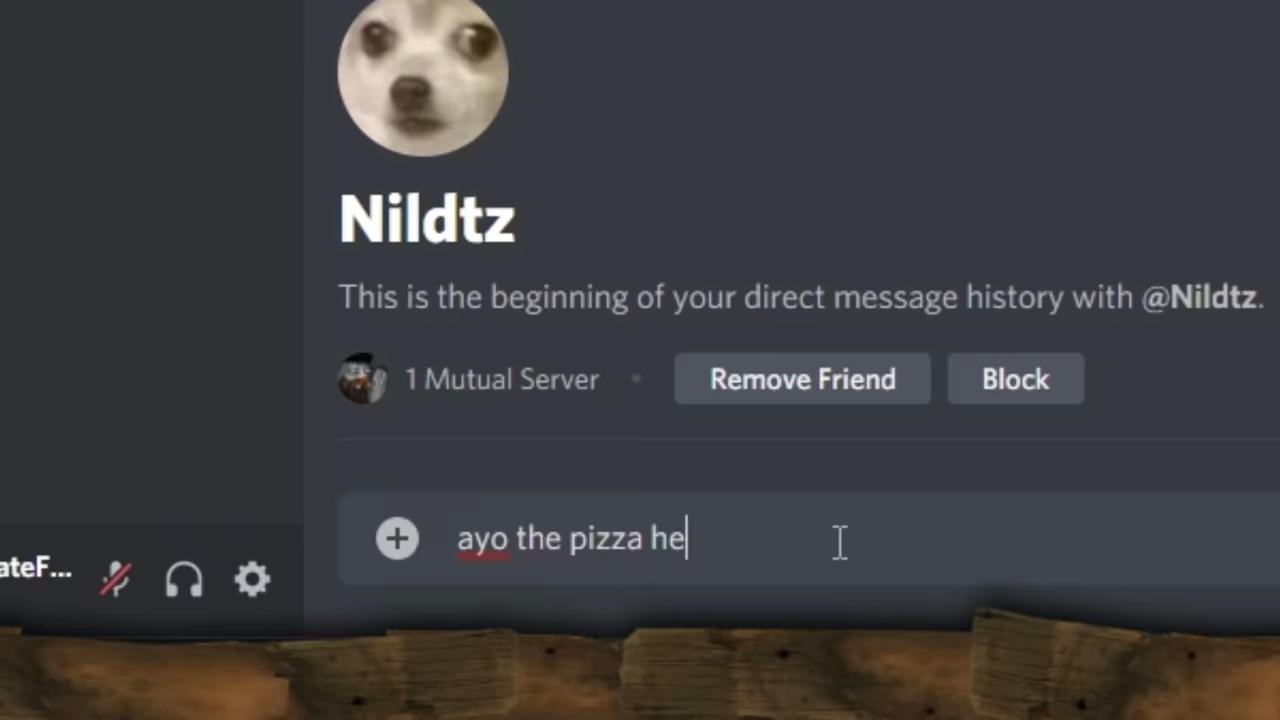 Nildtz
This is the beginning of your direct message history with @Nildtz.
1 Mutual Server
Remove Friend
Block
ayo the pizza he
ateF...